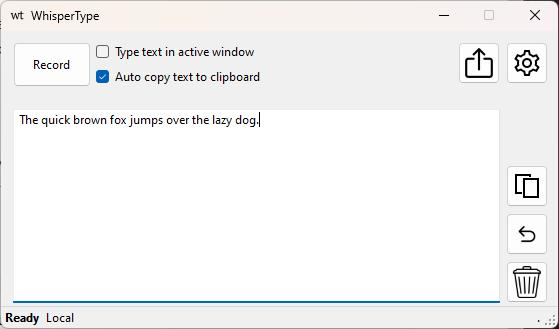 wt WhisperType
Record
Type text in active window
Auto copy text to clipboard
The quick brown fox jumps over the lazy dog.
Ready Local